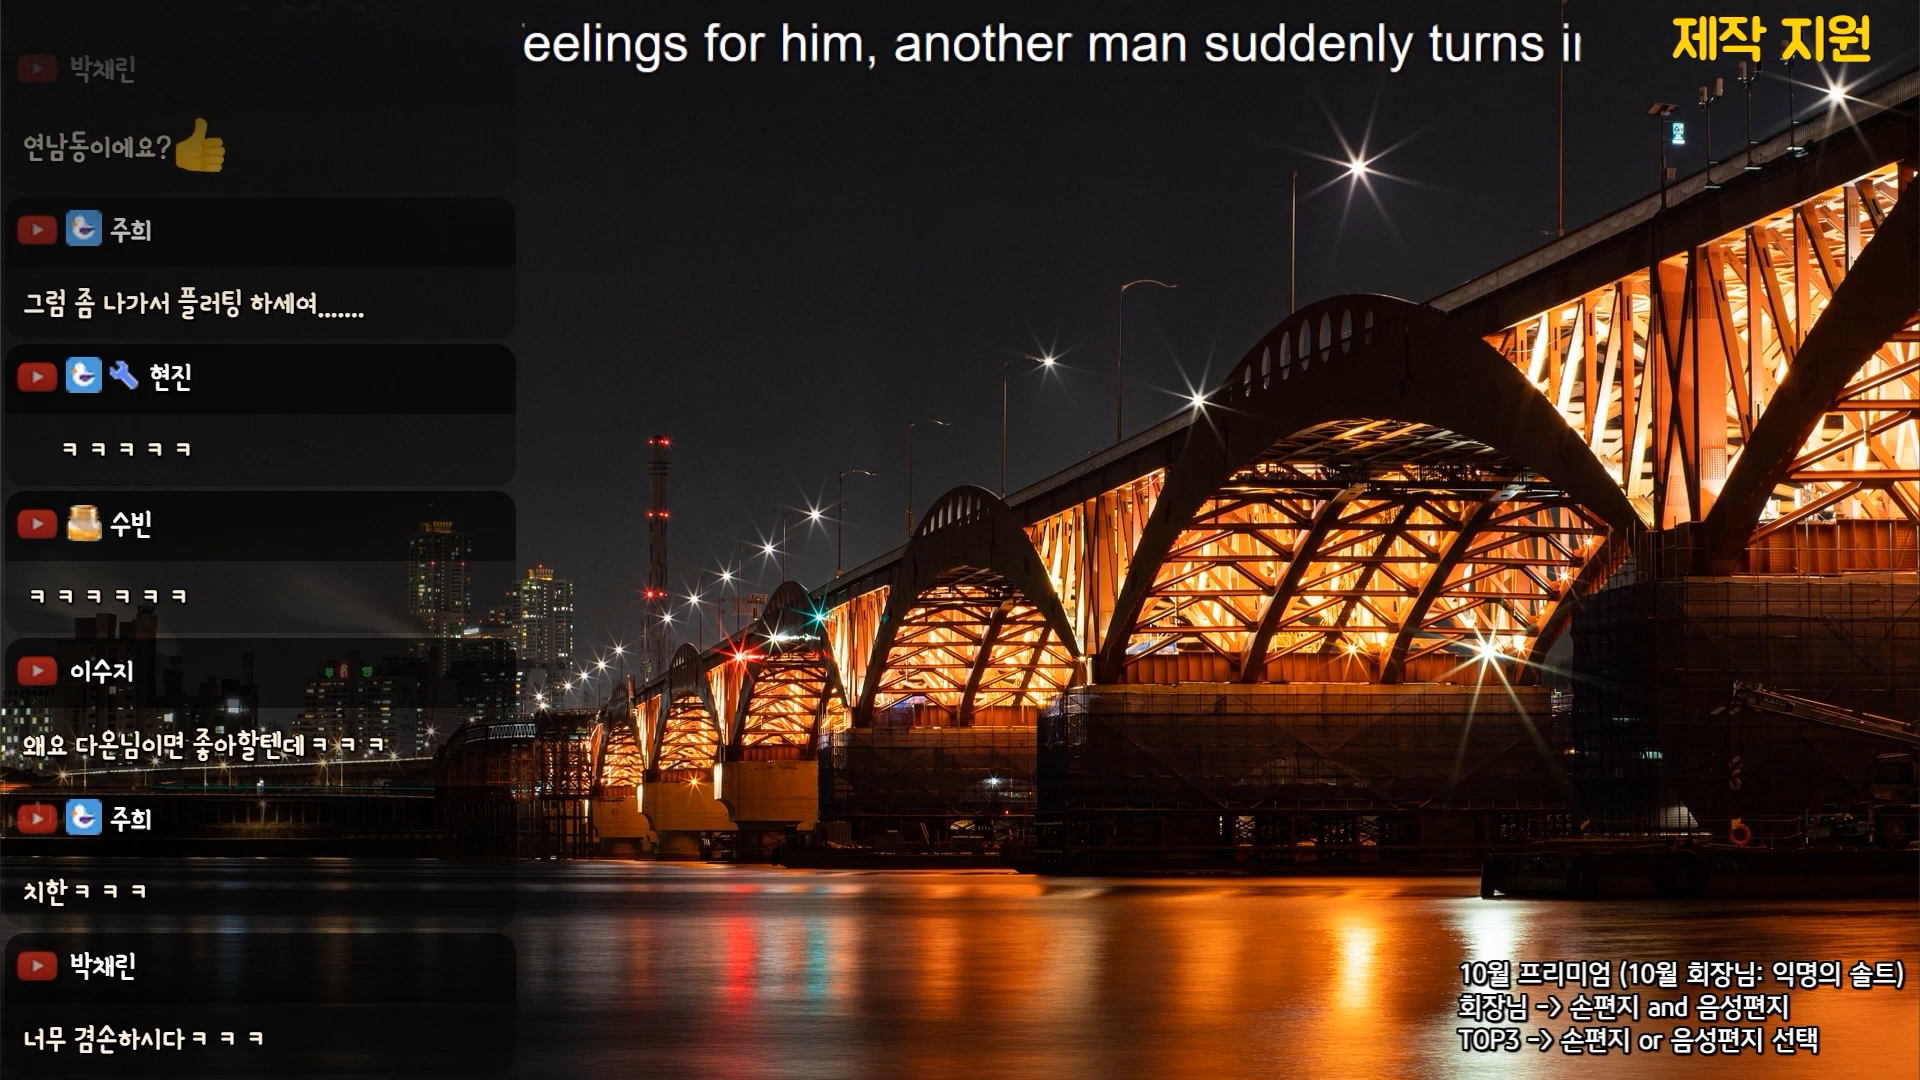 eelings for him, another man suddenly turns
제작 지원
박채린
연남동이에요?
주희
그럼 좀 나가서 플러팅 하세여.......
현진
ㅋㅋㅋㅋㅋ
수빈
ㅋㅋㅋㅋㅋㅋ
이수지
왜요 다온님이면 좋아할텐데ㅋㅋㅋ
주희
치한ㅋㅋㅋ
박채린
너무 겸손하시다ㅋㅋㅋ
10월 프리미엄 (10월 회장님: 익명의 솔트)
회장님 -> 손편지 and 음성편지
TOP3 -> 손편지 or 음성편지 선택